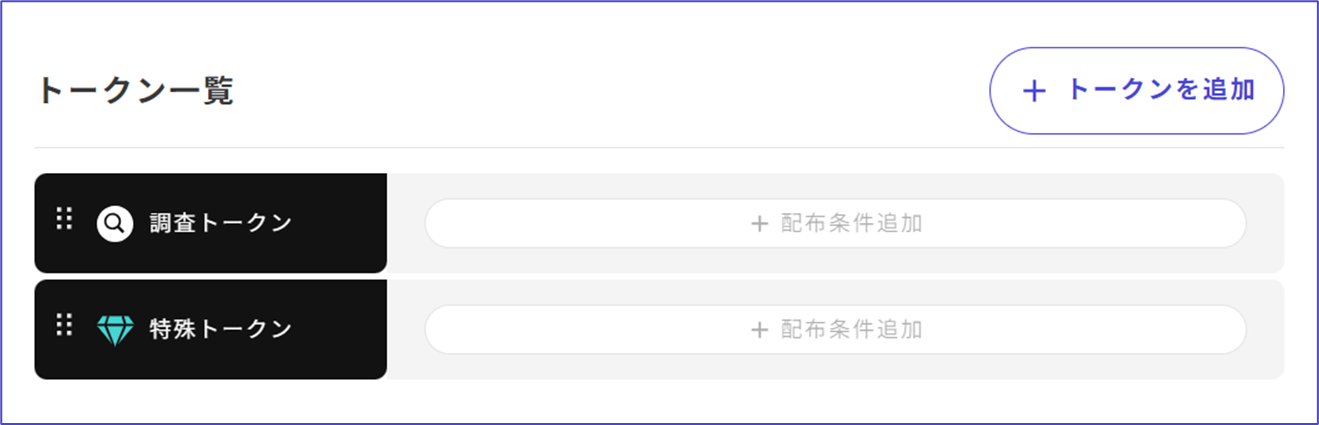 トークン一覧
＋ トークンを追加
調査トークン
＋ 配布条件追加
特殊トークン
＋ 配布条件追加